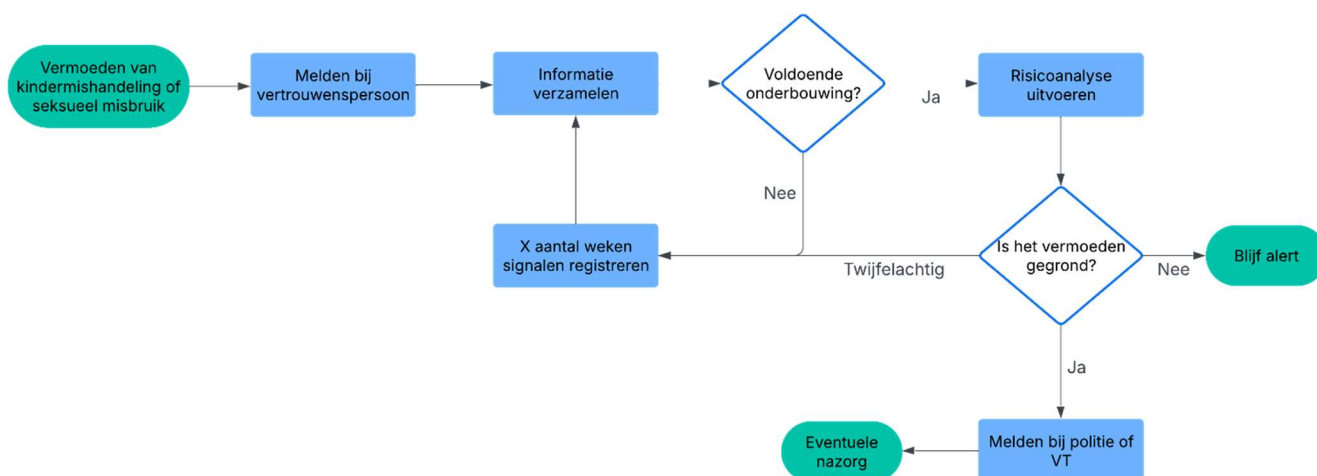 Vermoeden van
kindermishandeling of
seksueel misbruik
Melden bij
vertrouwenspersoon
Informatie
verzamelen
Voldoende
onderbouwing?
Ja
Risicoanalyse
uitvoeren
Nee
X aantal weken
signalen registreren
Twijfelachtig
Is het vermoeden
gegrond?
Nee
Blijf alert
Ja
Melden bij politie of
VT
Eventuele
nazorg